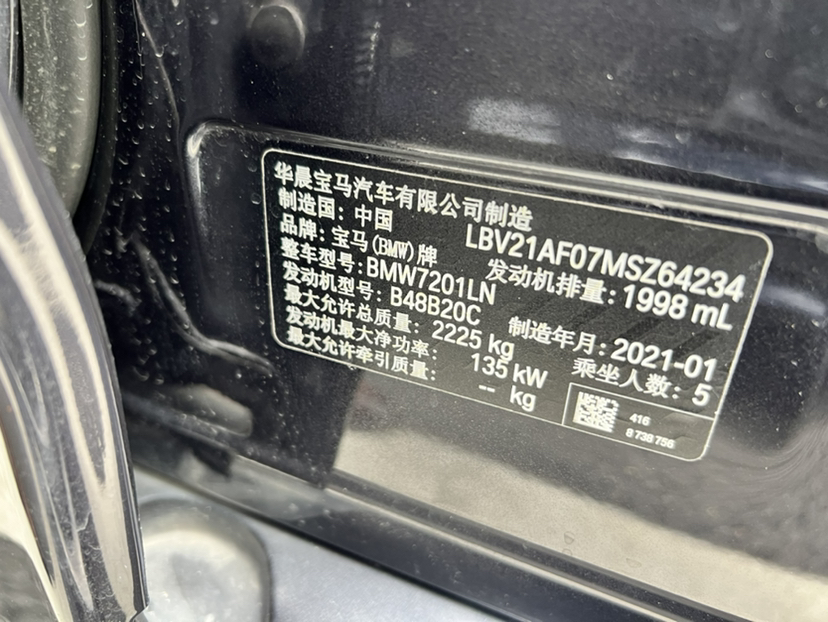 华晨宝马汽车有限公司制造
制造国：中国 LBV21AF07MSZ64234
品牌：宝马(BMW)牌 发动机排量：1998 mL
整车型号：BMW7201LN
发动机型号：B48B20C 制造年月：2021-01
最大允许总质量：2225 kg 乘坐人数：5
发动机最大净功率：135 kW
最大允许牵引质量：-- kg
416
8 738 756